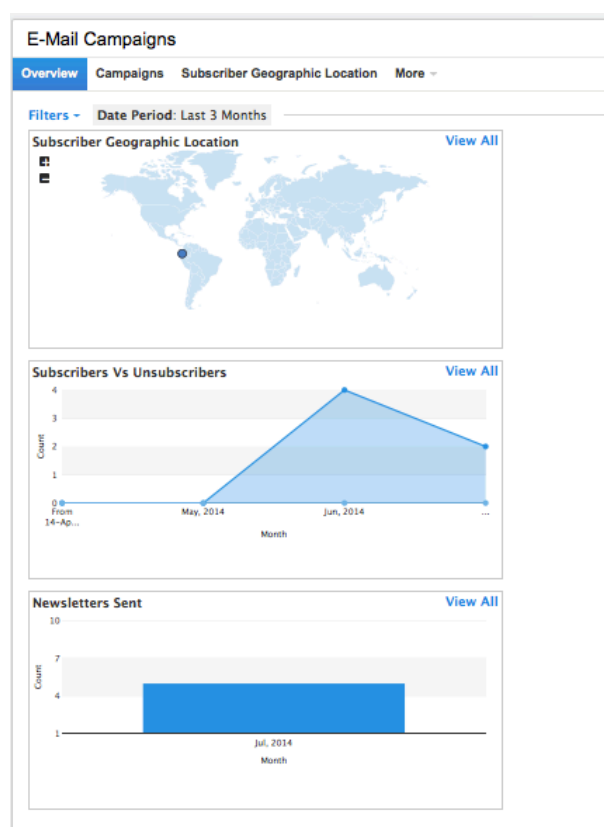 E-Mail Campaigns
Overview Campaigns Subscriber Geographic Location More
Filters Date Period: Last 3 Months
Subscriber Geographic Location View All
Subscribers Vs Unsubscribers View All
4
3
2
1
0
Count
From
14-Ap... May, 2014 Jun, 2014 ...
Month
Newsletters Sent View All
10
7
4
1
Count
Jul, 2014
Month